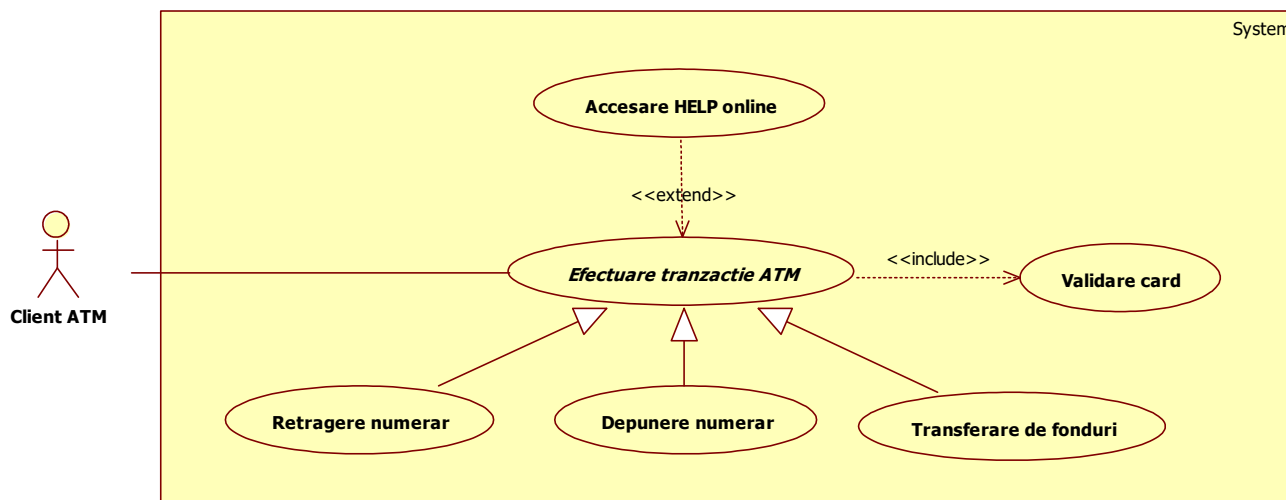 System
Accesare HELP online
<<extend>>
Efectuare tranzactie ATM
<<include>>
Validare card
Client ATM
Retragere numerar
Depunere numerar
Transferare de fonduri